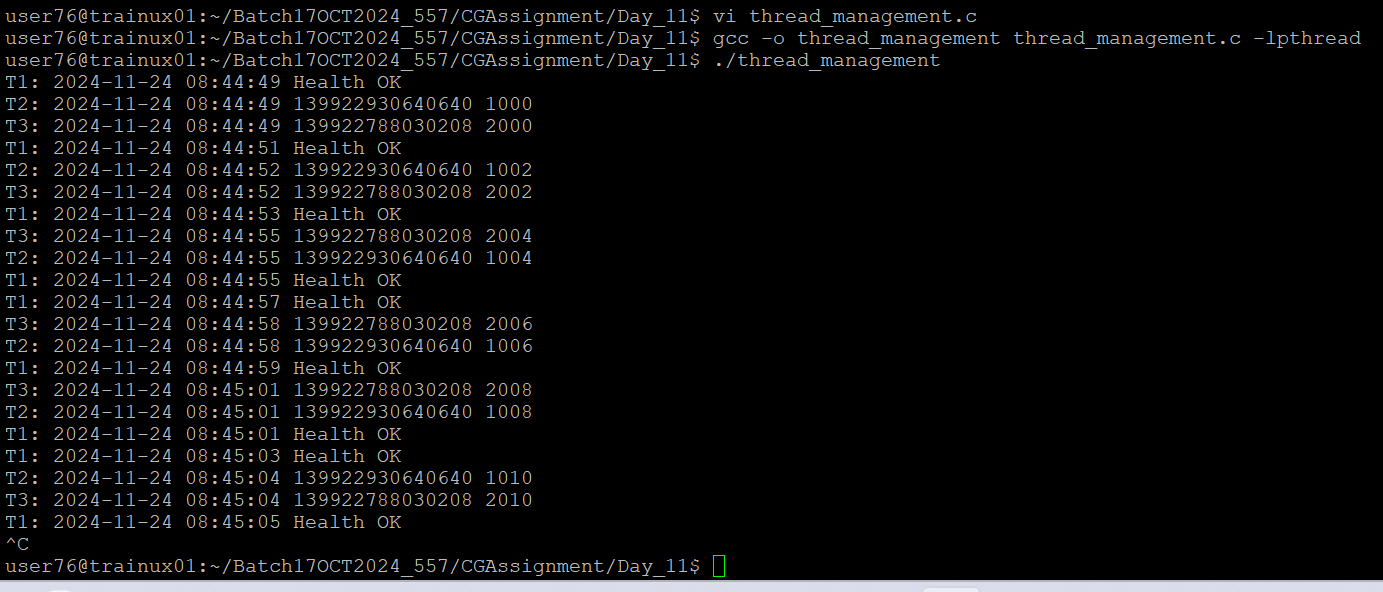 user76@trainux01:~/Batch17OCT2024_557/CGAssignment/Day_11$ vi thread_management.c
user76@trainux01:~/Batch17OCT2024_557/CGAssignment/Day_11$ gcc -o thread_management thread_management.c -lpthread
user76@trainux01:~/Batch17OCT2024_557/CGAssignment/Day_11$ ./thread_management
T1: 2024-11-24 08:44:49 Health OK
T2: 2024-11-24 08:44:49 139922930640640 1000
T3: 2024-11-24 08:44:49 139922788030208 2000
T1: 2024-11-24 08:44:51 Health OK
T2: 2024-11-24 08:44:52 139922930640640 1002
T3: 2024-11-24 08:44:52 139922788030208 2002
T1: 2024-11-24 08:44:53 Health OK
T3: 2024-11-24 08:44:55 139922788030208 2004
T2: 2024-11-24 08:44:55 139922930640640 1004
T1: 2024-11-24 08:44:55 Health OK
T1: 2024-11-24 08:44:57 Health OK
T3: 2024-11-24 08:44:58 139922788030208 2006
T2: 2024-11-24 08:44:58 139922930640640 1006
T1: 2024-11-24 08:44:59 Health OK
T3: 2024-11-24 08:45:01 139922788030208 2008
T2: 2024-11-24 08:45:01 139922930640640 1008
T1: 2024-11-24 08:45:01 Health OK
T1: 2024-11-24 08:45:03 Health OK
T2: 2024-11-24 08:45:04 139922930640640 1010
T3: 2024-11-24 08:45:04 139922788030208 2010
T1: 2024-11-24 08:45:05 Health OK
^C
user76@trainux01:~/Batch17OCT2024_557/CGAssignment/Day_11$